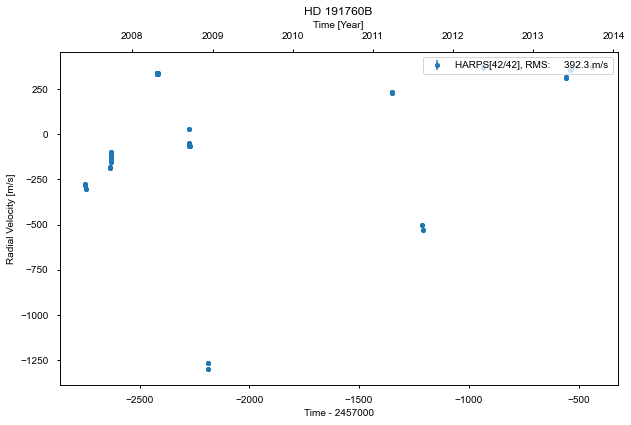 HD 191760B
Time [Year]
2008 2009 2010 2011 2012 2013 2014
HARPS[42/42], RMS: 392.3 m/s
250
0
−250
−500
−750
−1000
−1250
Radial Velocity [m/s]
−2500 −2000 −1500 −1000 −500
Time - 2457000